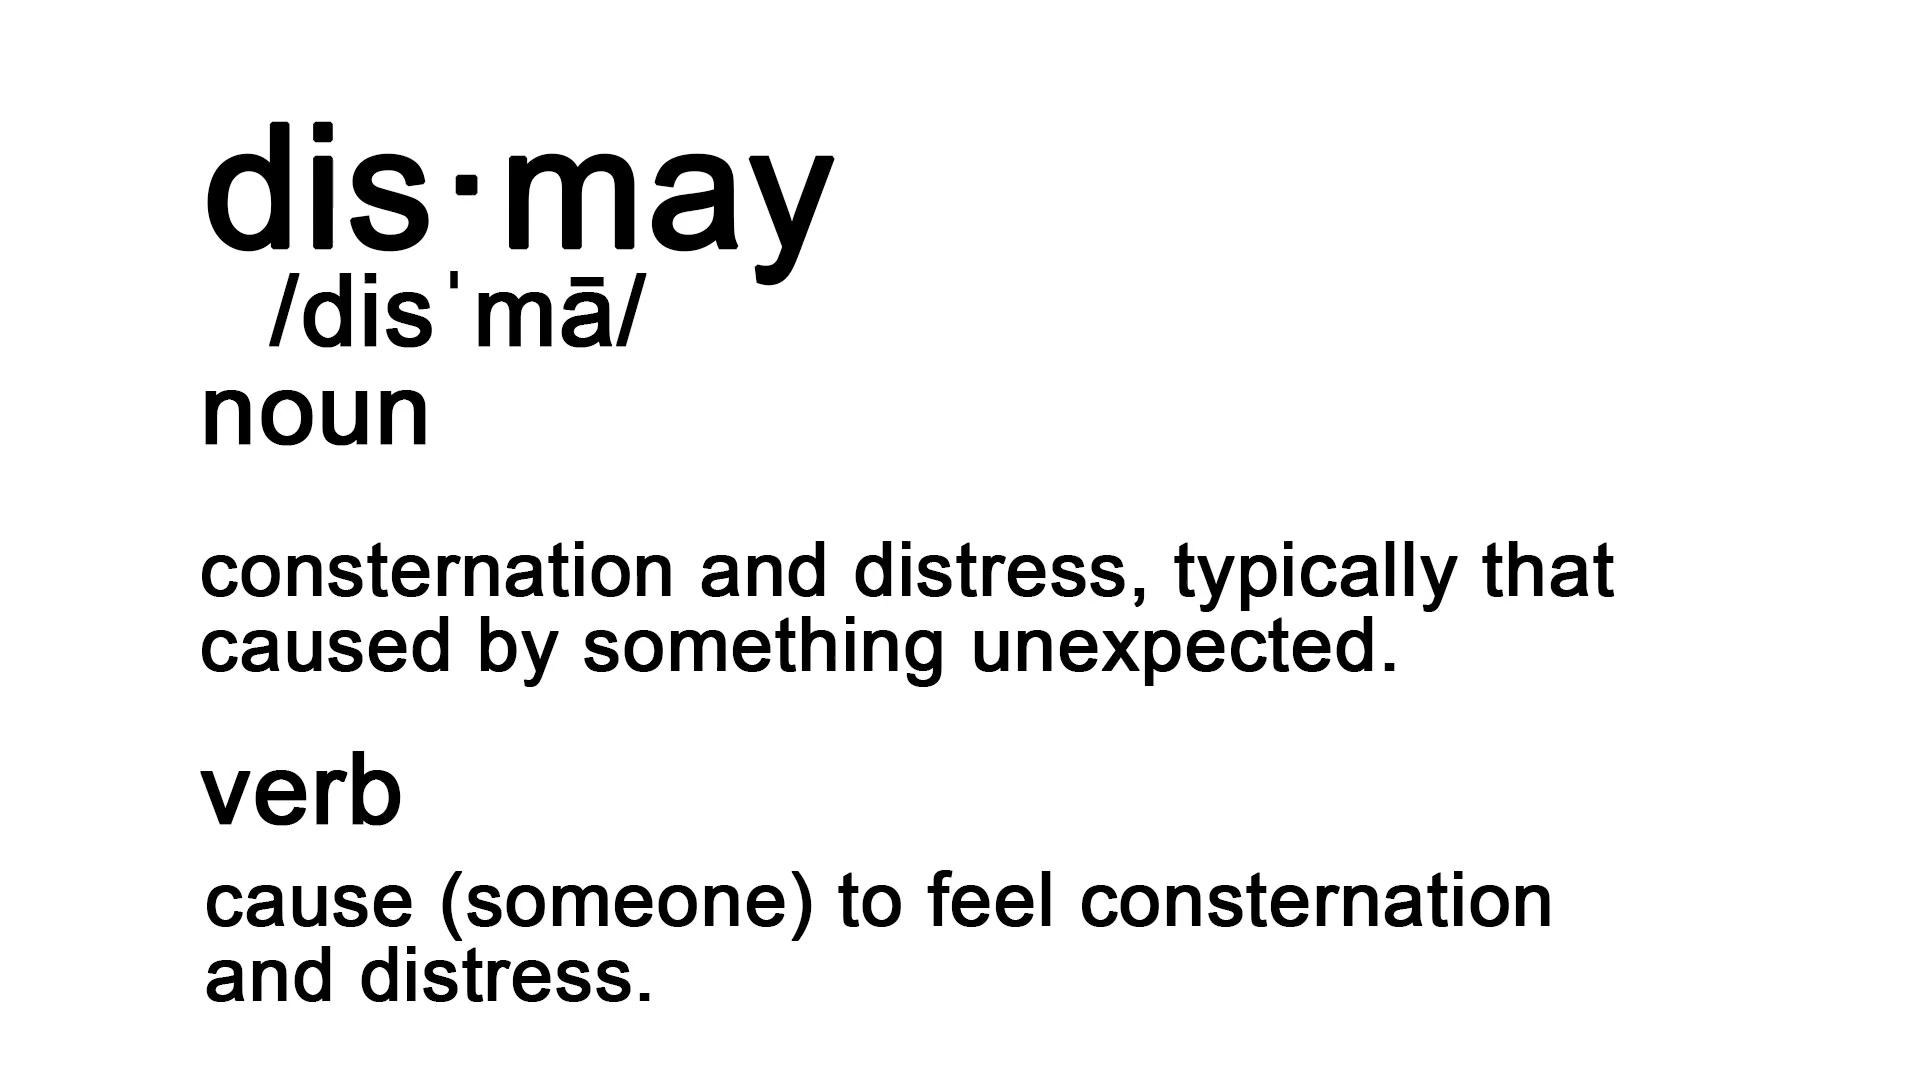 dis·may
/disˈmā/
noun
consternation and distress, typically that
caused by something unexpected.
verb
cause (someone) to feel consternation
and distress.